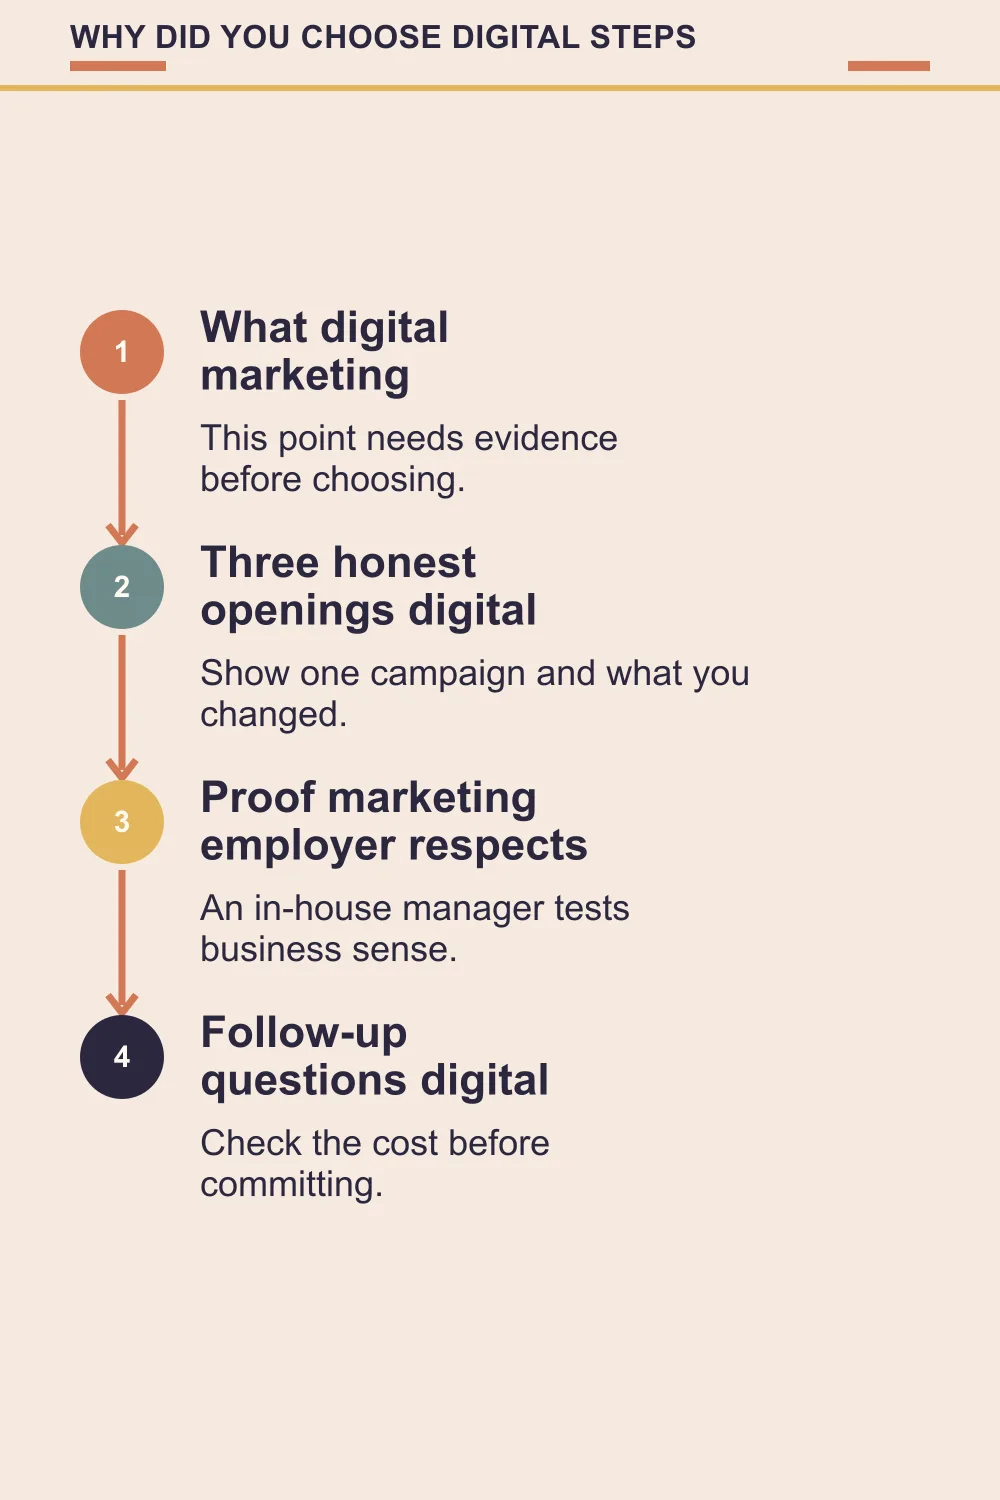 WHY DID YOU CHOOSE DIGITAL STEPS
1
What digital
marketing
This point needs evidence
before choosing.
2
Three honest
openings digital
Show one campaign and what you
changed.
3
Proof marketing
employer respects
An in-house manager tests
business sense.
4
Follow-up
questions digital
Check the cost before
committing.